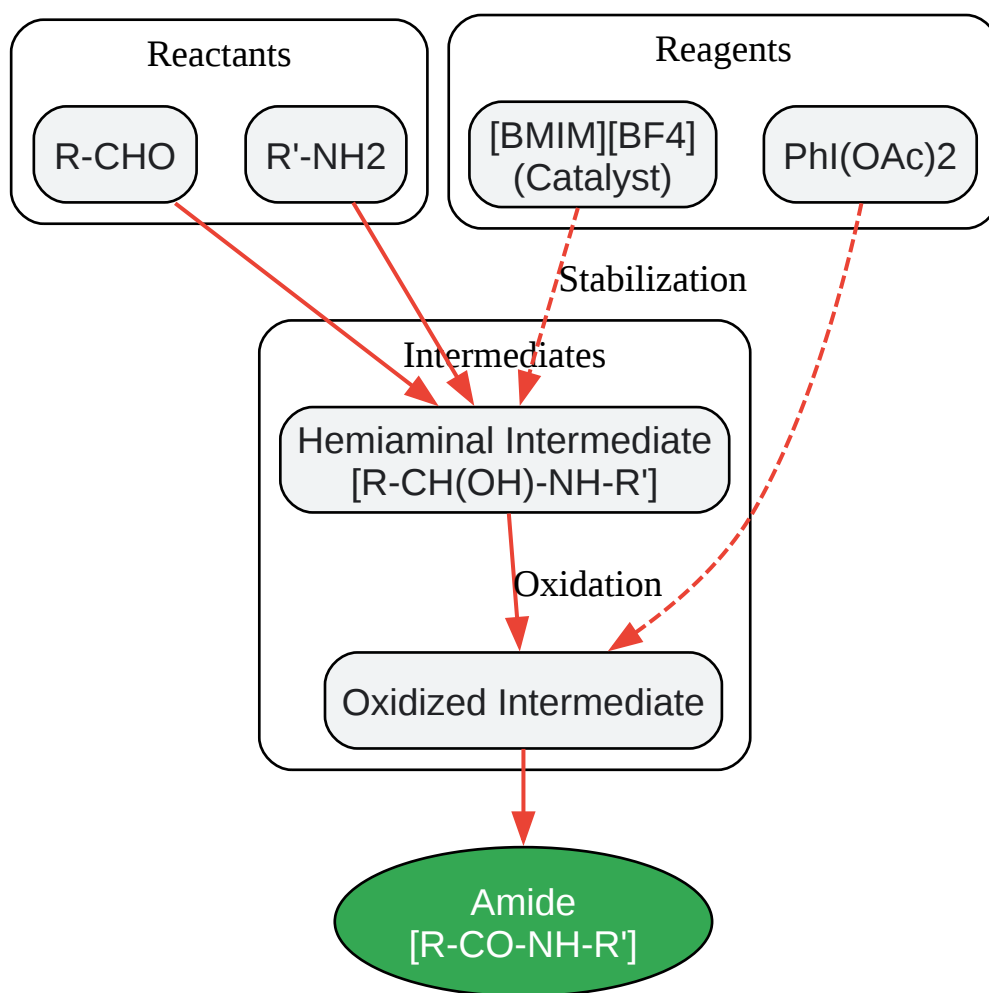 Reactants
Reagents
R-CHO
R'-NH2
[BMIM][BF4]
(Catalyst)
PhI(OAc)2
Stabilization
Intermediates
Hemiaminal Intermediate
[R-CH(OH)-NH-R']
Oxidation
Oxidized Intermediate
Amide
[R-CO-NH-R']